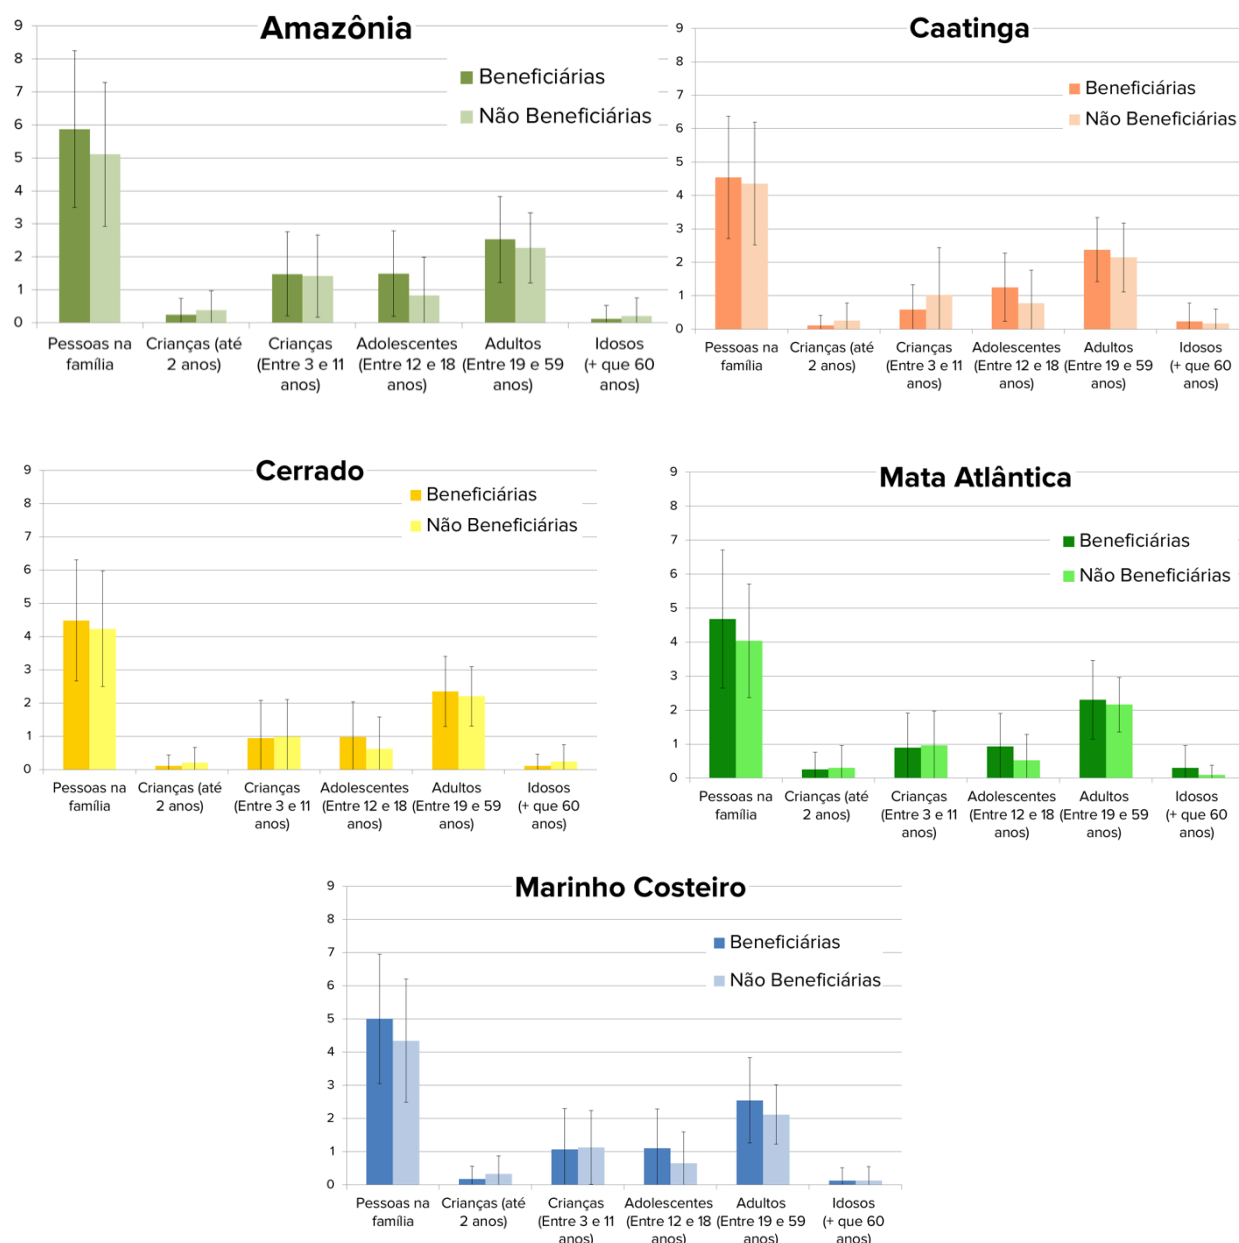 Amazônia
9
8
7
6
5
4
3
2
1
0
Beneficiárias
Não Beneficiárias
Pessoas na
família
Crianças (até
2 anos)
Crianças
(Entre 3 e 11
anos)
Adolescentes
(Entre 12 e 18
anos)
Adultos
(Entre 19 e 59
anos)
Idosos
(+ que 60
anos)
Caatinga
9
8
7
6
5
4
3
2
1
0
Beneficiárias
Não Beneficiárias
Pessoas na
família
Crianças (até
2 anos)
Crianças
(Entre 3 e 11
anos)
Adolescentes
(Entre 12 e 18
anos)
Adultos
(Entre 19 e 59
anos)
Idosos
(+ que 60
anos)
Cerrado
9
8
7
6
5
4
3
2
1
0
Beneficiárias
Não Beneficiárias
Pessoas na
família
Crianças (até
2 anos)
Crianças
(Entre 3 e 11
anos)
Adolescentes
(Entre 12 e 18
anos)
Adultos
(Entre 19 e 59
anos)
Idosos
(+ que 60
anos)
Mata Atlântica
9
8
7
6
5
4
3
2
1
0
Beneficiárias
Não Beneficiárias
Pessoas na
família
Crianças (até
2 anos)
Crianças
(Entre 3 e 11
anos)
Adolescentes
(Entre 12 e 18
anos)
Adultos
(Entre 19 e 59
anos)
Idosos
(+ que 60
anos)
Marinho Costeiro
9
8
7
6
5
4
3
2
1
0
Beneficiárias
Não Beneficiárias
Pessoas na
família
Crianças (até
2 anos)
Crianças
(Entre 3 e 11
anos)
Adolescentes
(Entre 12 e 18
anos)
Adultos
(Entre 19 e 59
anos)
Idosos
(+ que 60
anos)